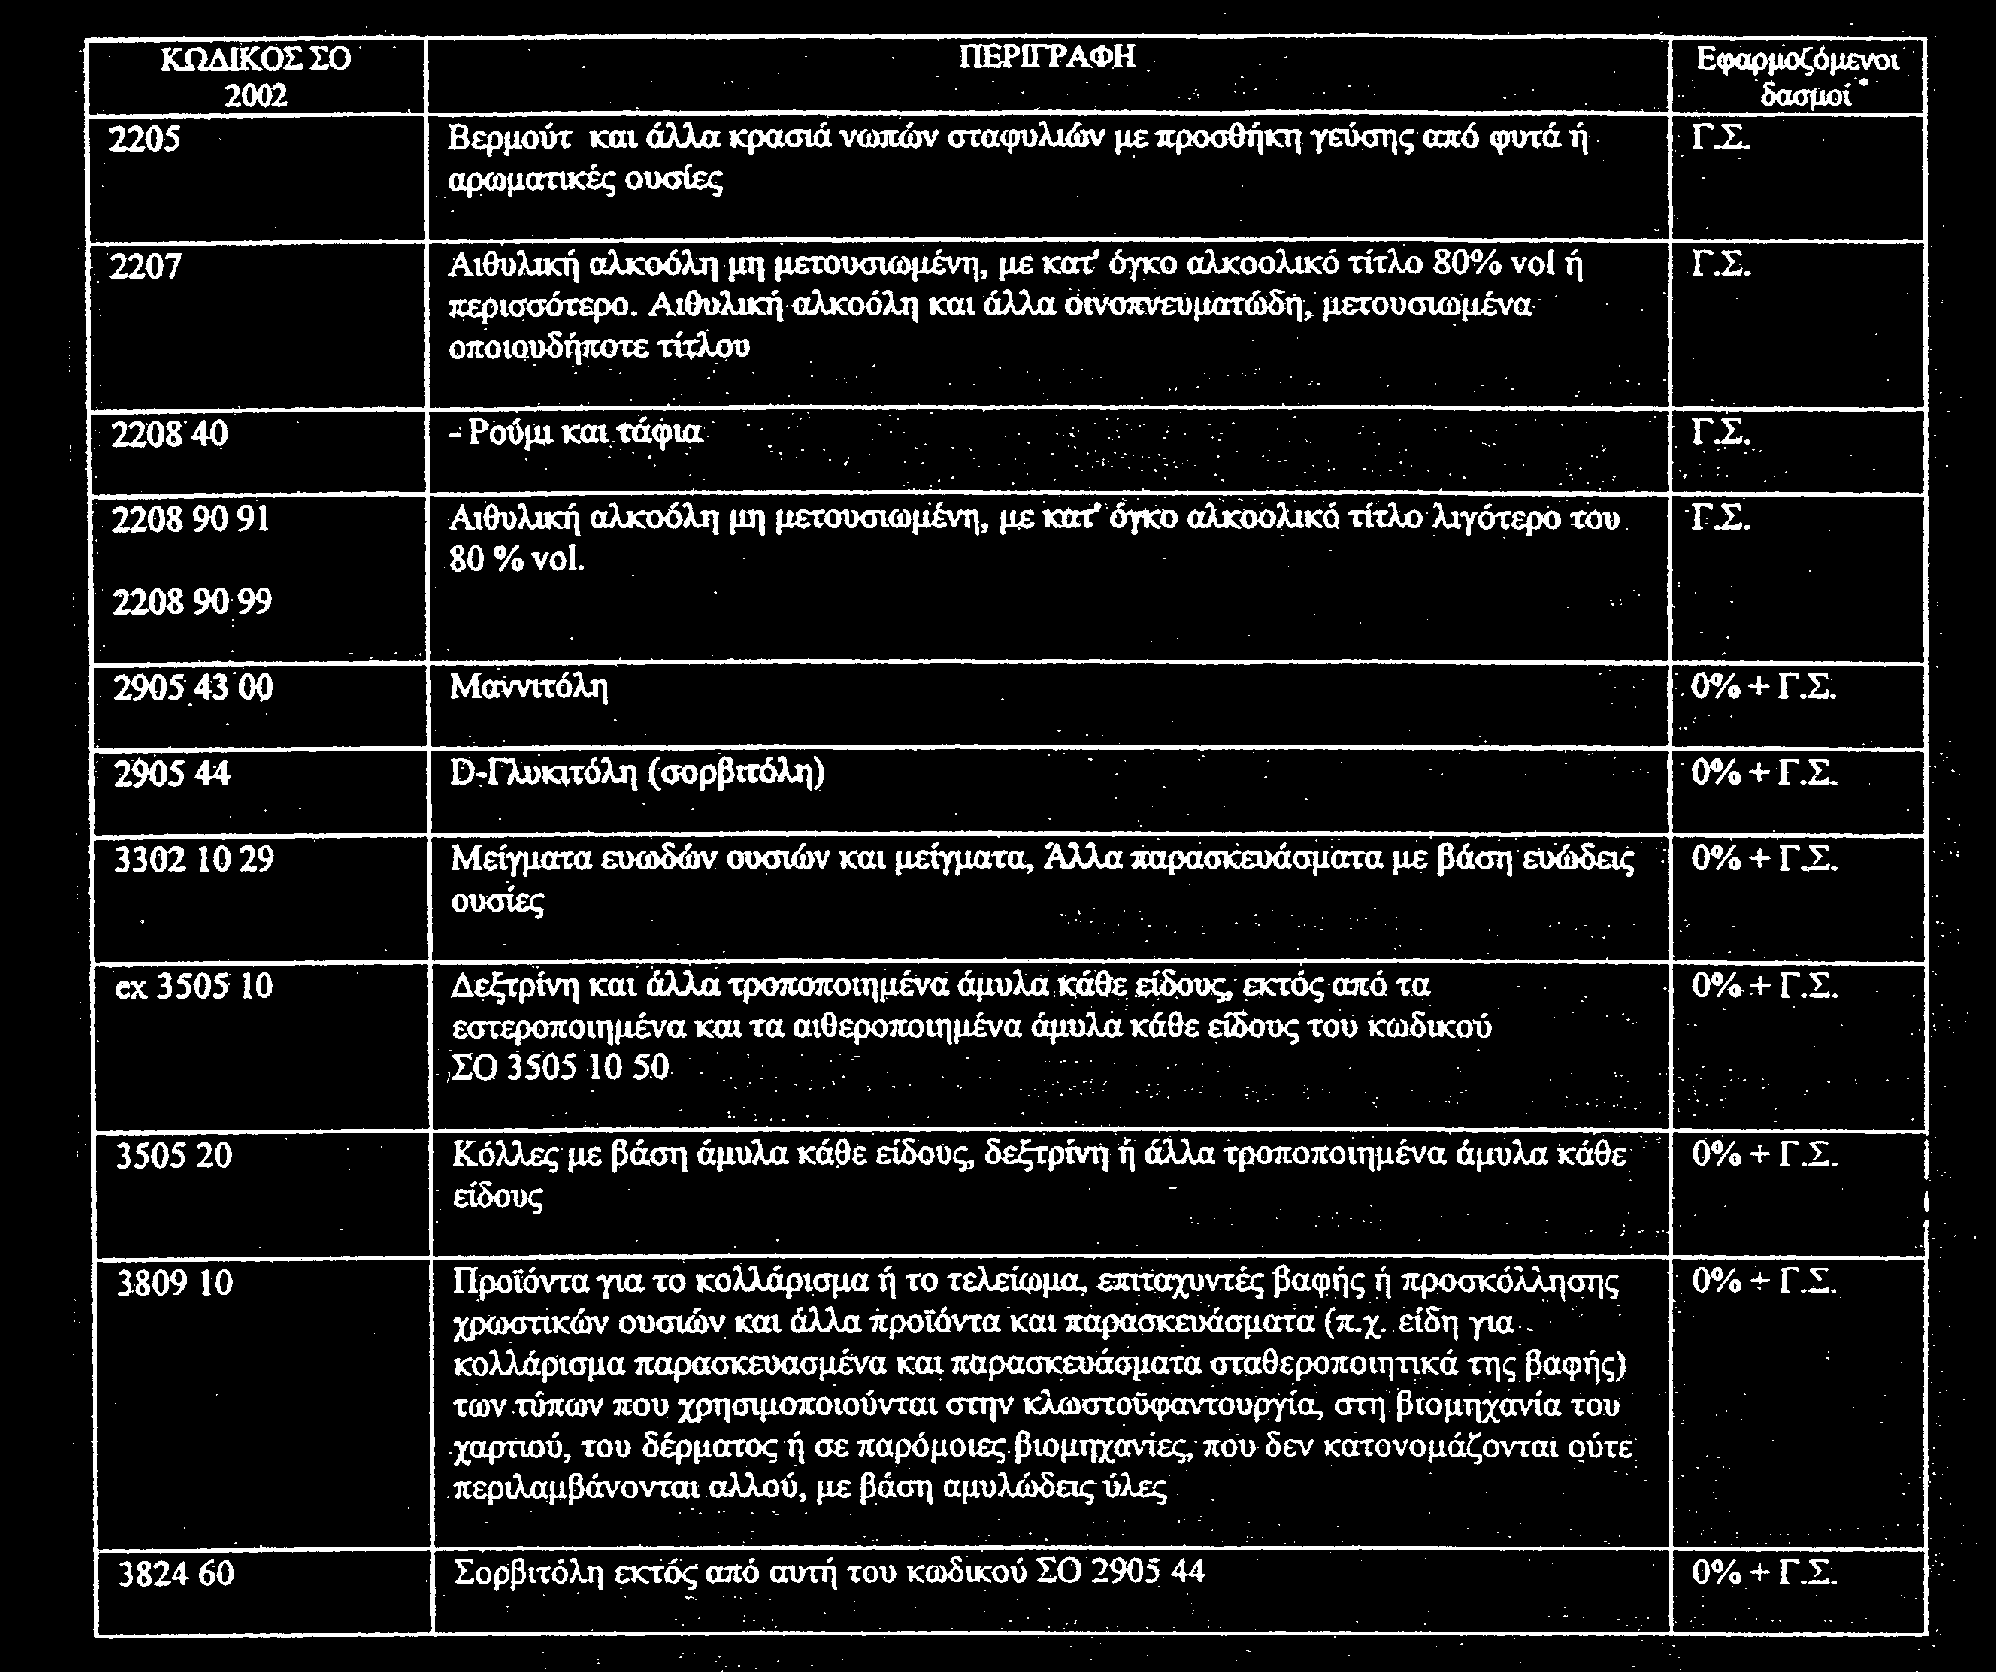 ΚΩΔΙΚΟΣ ΣΟ
2002
ΠΕΡΙΓΡΑΦΗ
Εφαρμοζόμενοι
δασμοί*
2205
Βερμούτ και άλλα κρασιά νωπών σταφυλιών με προσθήκη γεύσης από φυτά ή
αρωματικές ουσίες
Γ.Σ.
2207
Αιθυλική αλκοόλη μη μετουσιωμένη, με κατ' όγκο αλκοολικό τίτλο 80% vol ή
περισσότερο. Αιθυλική αλκοόλη και άλλα οινοπνευματώδη, μετουσιωμένα
οποιουδήποτε τίτλου
Γ.Σ.
2208 40
- Ρούμι και τάφια
Γ.Σ.
2208 90 91
Αιθυλική αλκοόλη μη μετουσιωμένη, με κατ' όγκο αλκοολικό τίτλο λιγότερο του
80 % vol.
Γ.Σ.
2208 90 99
2905 43 00
Μαννιτόλη
0% + Γ.Σ.
2905 44
D-Γλυκιτόλη (σορβιτόλη)
0% + Γ.Σ.
3302 10 29
Μείγματα ευωδών ουσιών και μείγματα, Άλλα παρασκευάσματα με βάση ευώδεις
ουσίες
0% + Γ.Σ.
ex 3505 10
Δεξτρίνη και άλλα τροποποιημένα άμυλα κάθε είδους, εκτός από τα
εστεροποιημένα και τα αιθεροποιημένα άμυλα κάθε είδους του κωδικού
ΣΟ 3505 10 50
0% + Γ.Σ.
3505 20
Κόλλες με βάση άμυλα κάθε είδους, δεξτρίνη ή άλλα τροποποιημένα άμυλα κάθε
είδους
0% + Γ.Σ.
3809 10
Προϊόντα για το κολλάρισμα ή το τελείωμα, επιταχυντές βαφής ή προσκόλλησης
χρωστικών ουσιών και άλλα προϊόντα και παρασκευάσματα (π.χ. είδη για
κολλάρισμα παρασκευασμένα και παρασκευάσματα σταθεροποιητικά της βαφής)
των τύπων που χρησιμοποιούνται στην κλωστοϋφαντουργία, στη βιομηχανία του
χαρτιού, του δέρματος ή σε παρόμοιες βιομηχανίες, που δεν κατονομάζονται ούτε
περιλαμβάνονται αλλού, με βάση αμυλώδεις ύλες
0% + Γ.Σ.
3824 60
Σορβιτόλη εκτός από αυτή του κωδικού ΣΟ 2905 44
0% + Γ.Σ.